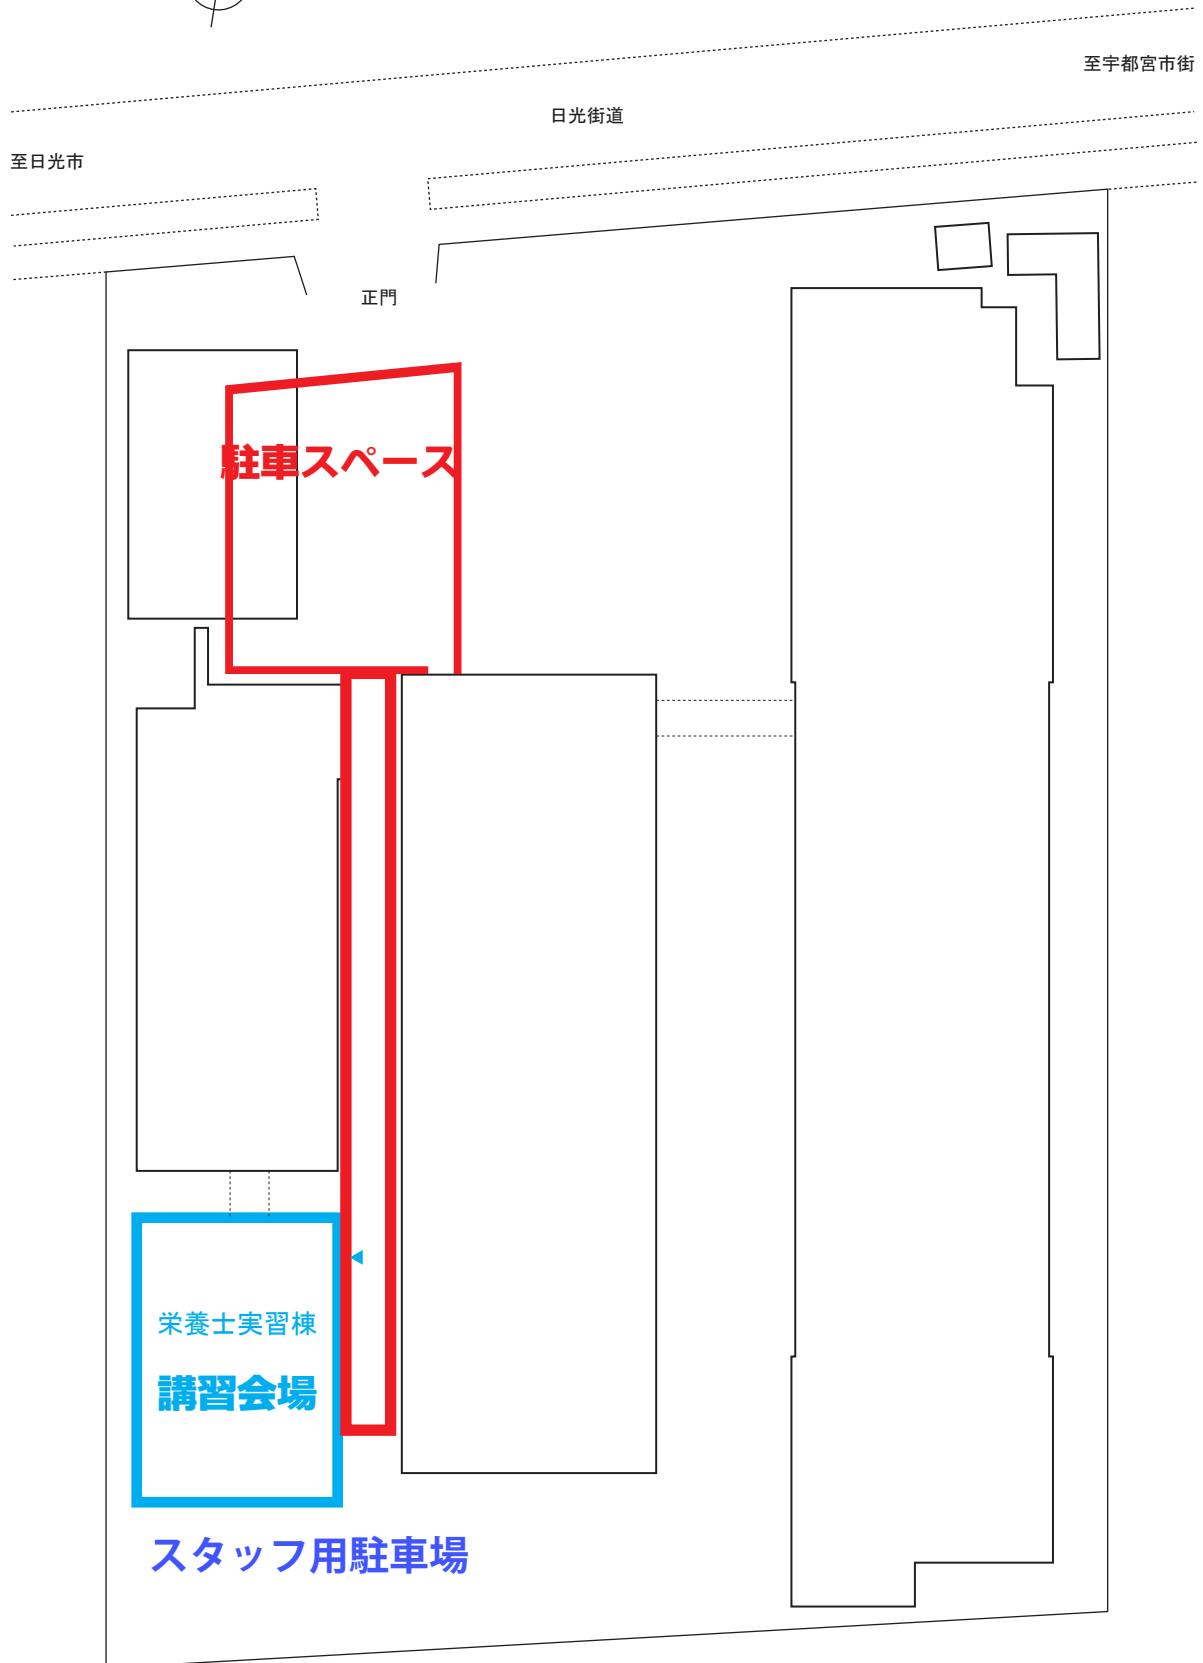 至宇都宮市街
日光街道
至日光市
正門
駐車スペース
栄養士実習棟
講習会場
スタッフ用駐車場